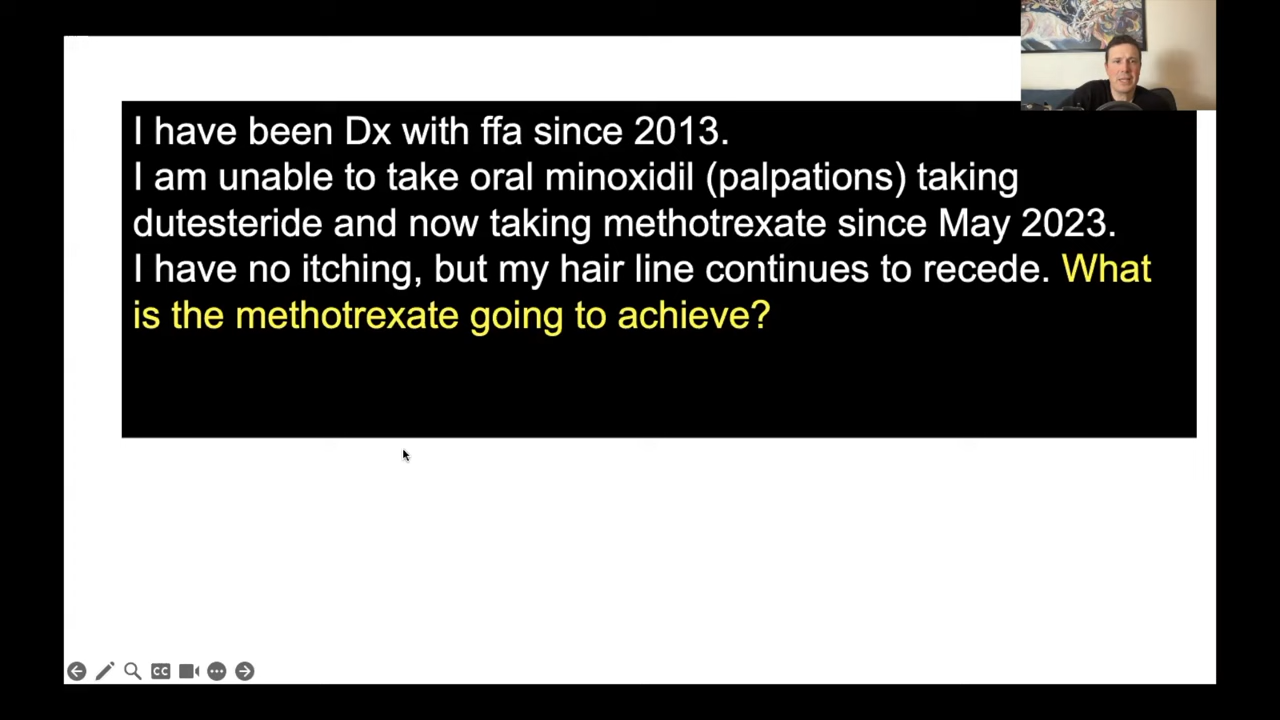 I have been Dx with ffa since 2013.
I am unable to take oral minoxidil (palpations) taking
dutesteride and now taking methotrexate since May 2023.
I have no itching, but my hair line continues to recede. What
is the methotrexate going to achieve?
CC